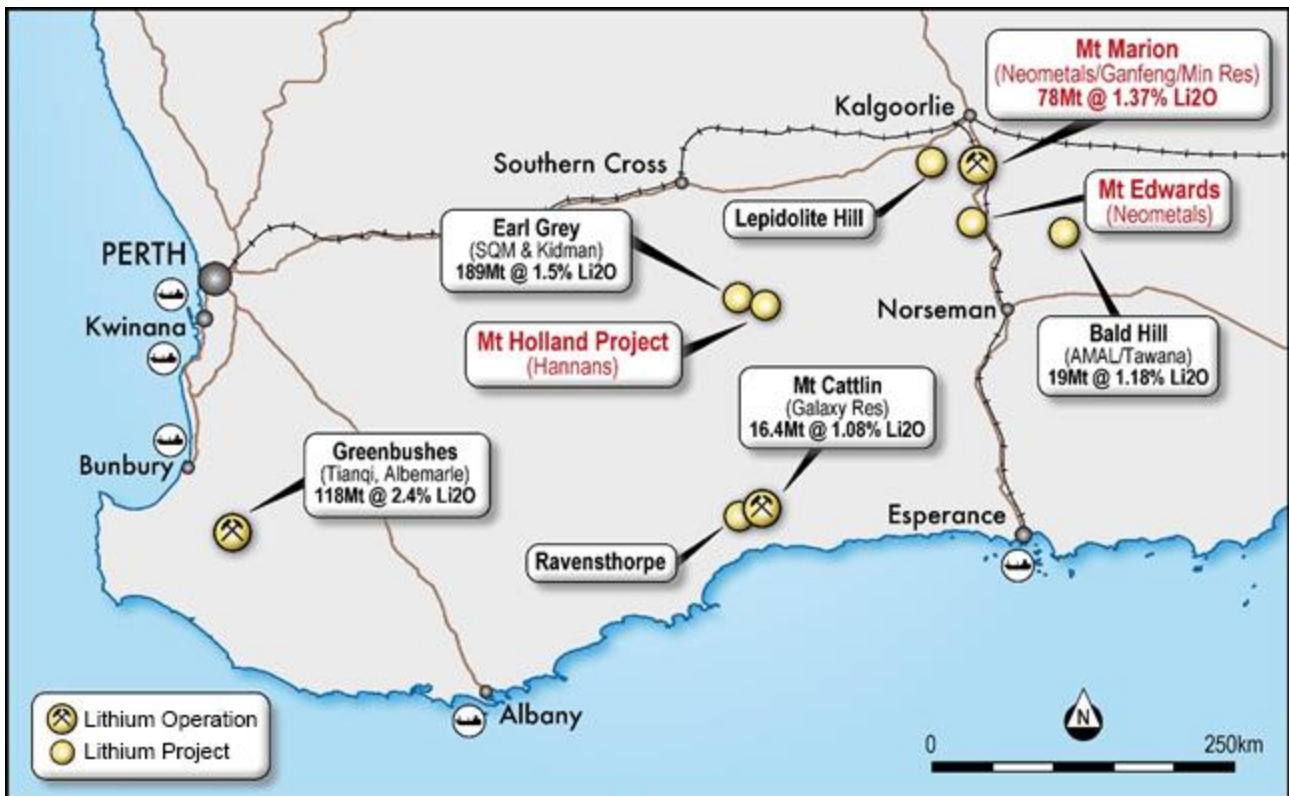 Mt Marion
(Neometals/Ganfeng/Min Res)
78Mt @ 1.37% Li2O
Kalgoorlie
Southern Cross
Lepidolite Hill
Mt Edwards
(Neometals)
Earl Grey
(SQM & Kidman)
189Mt @ 1.5% Li2O
PERTH
Kwinana
Mt Holland Project
(Hannans)
Norseman
Bald Hill
(AMAL/Tawana)
19Mt @ 1.18% Li2O
Mt Cattlin
(Galaxy Res)
16.4Mt @ 1.08% Li2O
Bunbury
Greenbushes
(Tianqi, Albemarle)
118Mt @ 2.4% Li2O
Esperance
Ravensthorpe
Albany
Lithium Operation
Lithium Project
N
0 250km